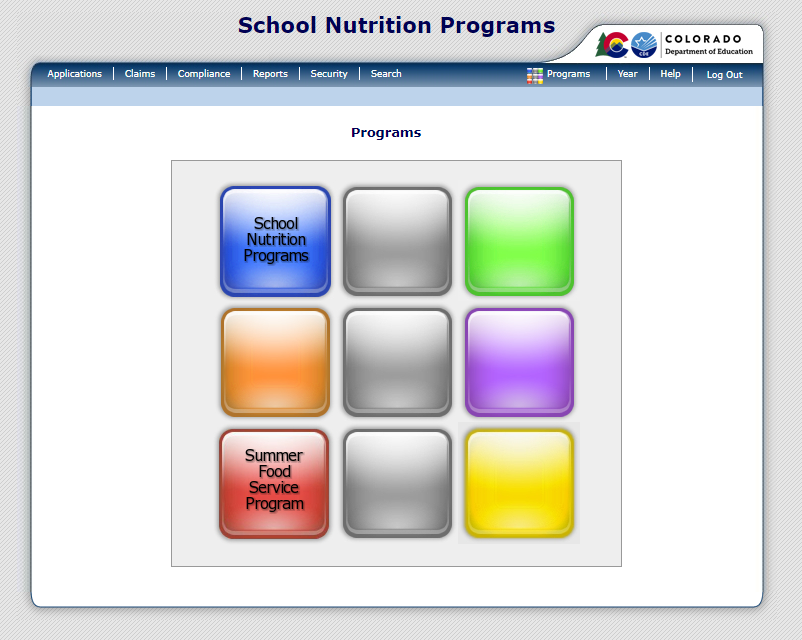 School Nutrition Programs
COLORADO
Department of Education
cde
Applications Claims Compliance Reports Security Search Programs Year Help Log Out
Programs
School
Nutrition
Programs
Summer
Food
Service
Program